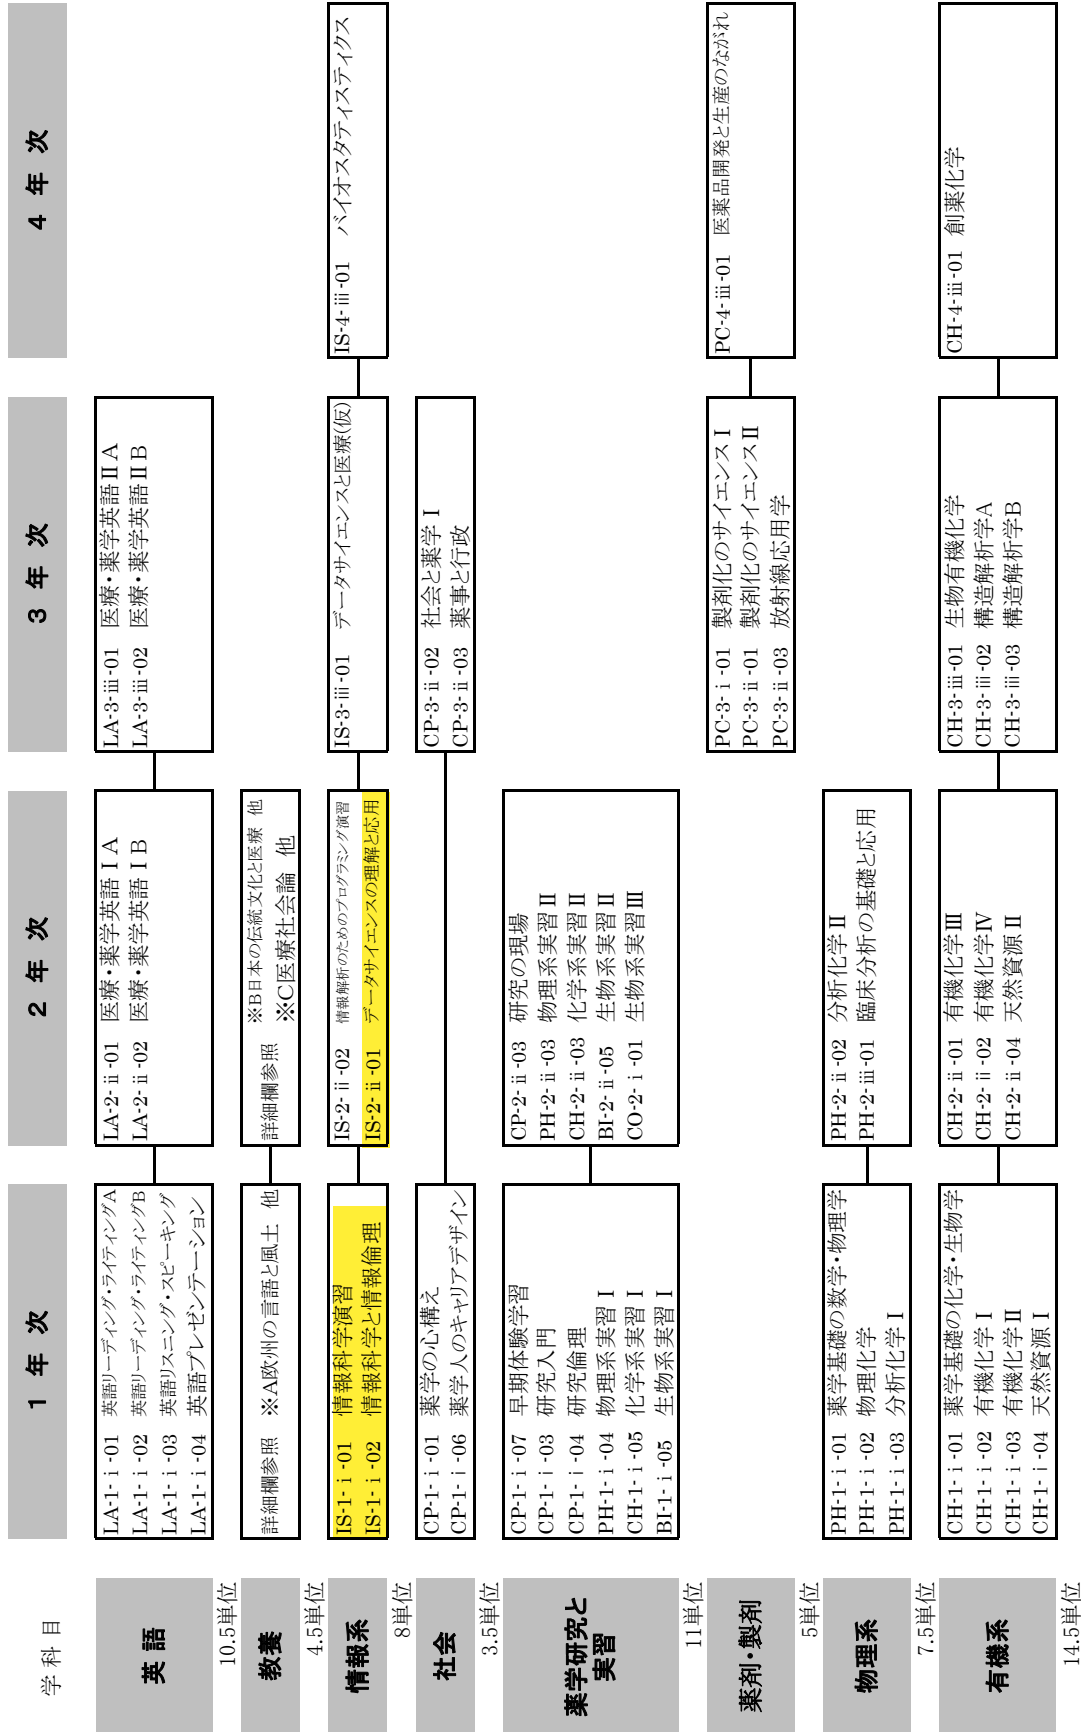 学 科 目
1 年 次
2 年 次
3 年 次
4 年 次
英 語
10.5単位
LA-1-ⅰ-01 英語リーディング・ライティングA
LA-1-ⅰ-02 英語リーディング・ライティングB
LA-1-ⅰ-03 英語リスニング・スピーキング
LA-1-ⅰ-04 英語プレゼンテーション
LA-2-ⅱ-01 医療・薬学英語ⅠA
LA-2-ⅱ-02 医療・薬学英語ⅠB
LA-3-ⅲ-01 医療・薬学英語ⅡA
LA-3-ⅲ-02 医療・薬学英語ⅡB
教養
4.5単位
詳細欄参照 ※A欧州の言語と風土 他
詳細欄参照 ※B日本の伝統文化と医療 他
※C医療社会論 他
情報系
8単位
IS-1-ⅰ-01 情報科学演習
IS-1-ⅰ-02 情報科学と情報倫理
IS-2-ⅱ-02 情報解析のためのプログラミング演習
IS-2-ⅱ-01 データサイエンスの理解と応用
IS-3-ⅲ-01 データサイエンスと医療(仮)
IS-4-ⅲ-01 バイオスタティスティクス
社会
3.5単位
CP-1-ⅰ-01 薬学の心構え
CP-1-ⅰ-06 薬学人のキャリアデザイン
CP-3-ⅱ-02 社会と薬学Ⅰ
CP-3-ⅱ-03 薬事と行政
薬学研究と
実習
11単位
CP-1-ⅰ-07 早期体験学習
CP-1-ⅰ-03 研究入門
CP-1-ⅰ-04 研究倫理
PH-1-ⅰ-04 物理系実習Ⅰ
CH-1-ⅰ-05 化学系実習Ⅰ
BI-1-ⅰ-05 生物系実習Ⅰ
CP-2-ⅱ-03 研究の現場
PH-2-ⅱ-03 物理系実習Ⅱ
CH-2-ⅱ-03 化学系実習Ⅱ
BI-2-ⅱ-05 生物系実習Ⅱ
CO-2-ⅰ-01 生物系実習Ⅲ
薬剤・製剤
5単位
PC-3-ⅰ-01 製剤化のサイエンスⅠ
PC-3-ⅱ-01 製剤化のサイエンスⅡ
PC-3-ⅱ-03 放射線応用学
PC-4-ⅲ-01 医薬品開発と生産のながれ
物理系
7.5単位
PH-1-ⅰ-01 薬学基礎の数学・物理学
PH-1-ⅰ-02 物理化学
PH-1-ⅰ-03 分析化学Ⅰ
PH-2-ⅱ-02 分析化学Ⅱ
PH-2-ⅲ-01 臨床分析の基礎と応用
有機系
14.5単位
CH-1-ⅰ-01 薬学基礎の化学・生物学
CH-1-ⅰ-02 有機化学Ⅰ
CH-1-ⅰ-03 有機化学Ⅱ
CH-1-ⅰ-04 天然資源Ⅰ
CH-2-ⅱ-01 有機化学Ⅲ
CH-2-ⅱ-02 有機化学Ⅳ
CH-2-ⅱ-04 天然資源Ⅱ
CH-3-ⅲ-01 生物有機化学
CH-3-ⅲ-02 構造解析学A
CH-3-ⅲ-03 構造解析学B
CH-4-ⅲ-01 創薬化学